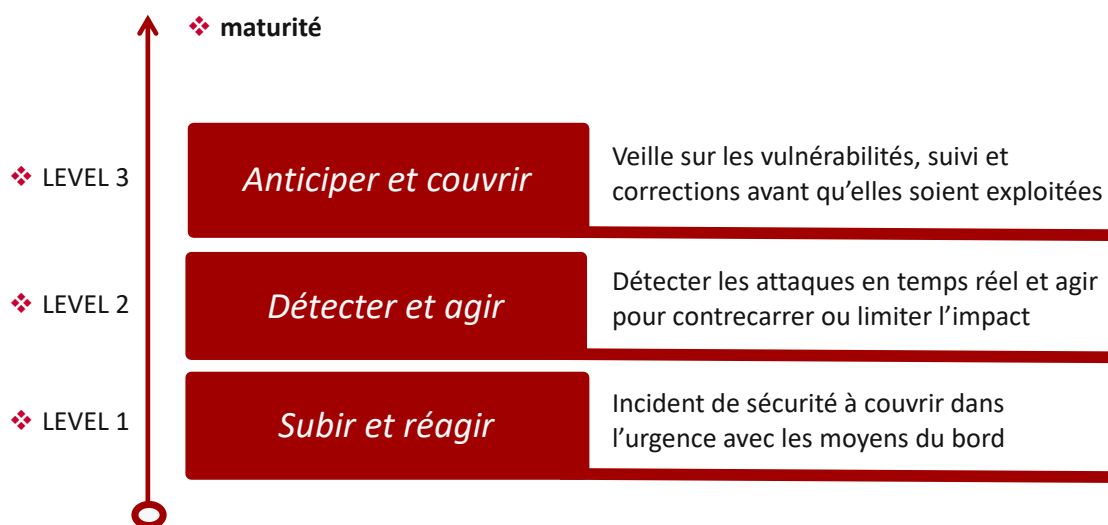 ❖ maturité
❖ LEVEL 3
Anticiper et couvrir
Veille sur les vulnérabilités, suivi et
corrections avant qu’elles soient exploitées
❖ LEVEL 2
Détecter et agir
Détecter les attaques en temps réel et agir
pour contrecarrer ou limiter l’impact
❖ LEVEL 1
Subir et réagir
Incident de sécurité à couvrir dans
l’urgence avec les moyens du bord